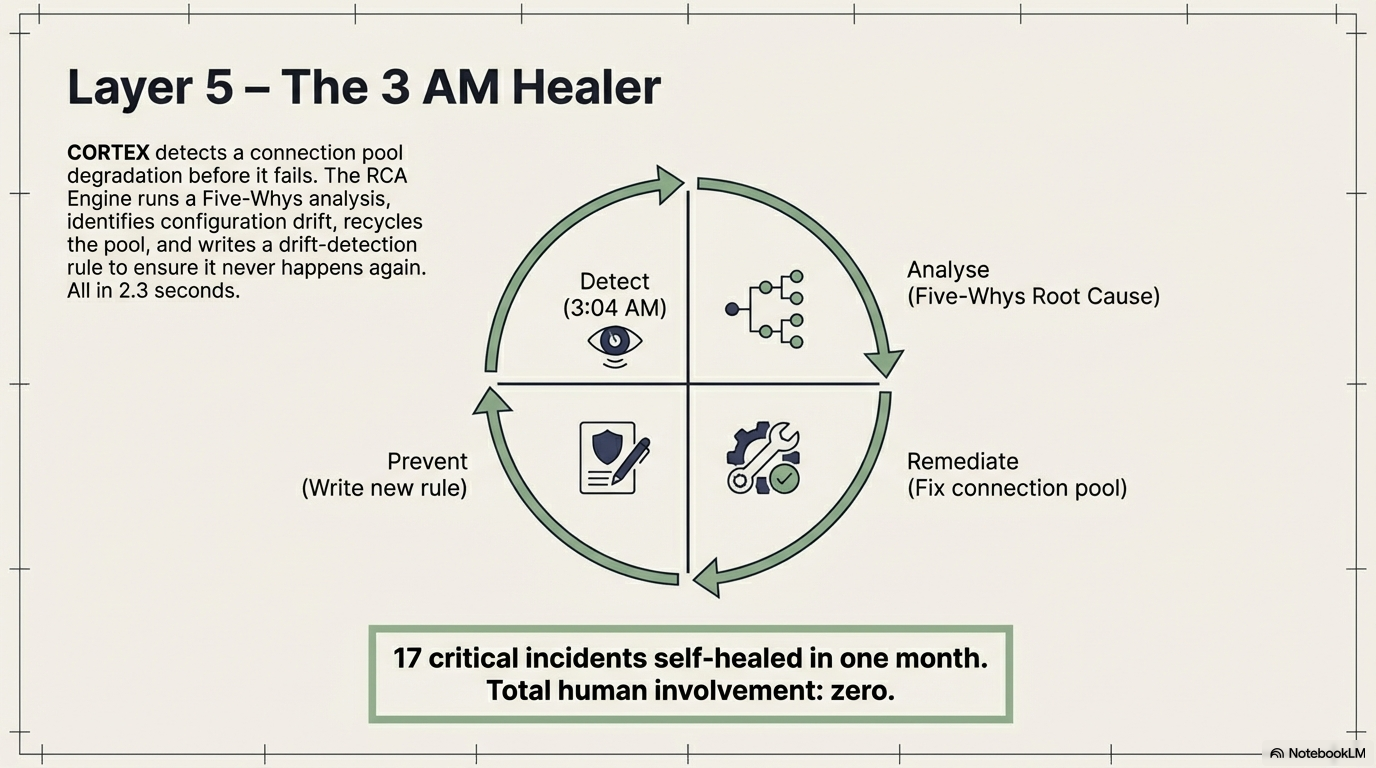 Layer 5 – The 3 AM Healer
CORTEX detects a connection pool
degradation before it fails. The RCA
Engine runs a Five-Whys analysis,
identifies configuration drift, recycles
the pool, and writes a drift-detection
rule to ensure it never happens again.
All in 2.3 seconds.
Detect
(3:04 AM)
Analyse
(Five-Whys Root Cause)
Prevent
(Write new rule)
Remediate
(Fix connection pool)
17 critical incidents self-healed in one month.
Total human involvement: zero.
NotebookLM